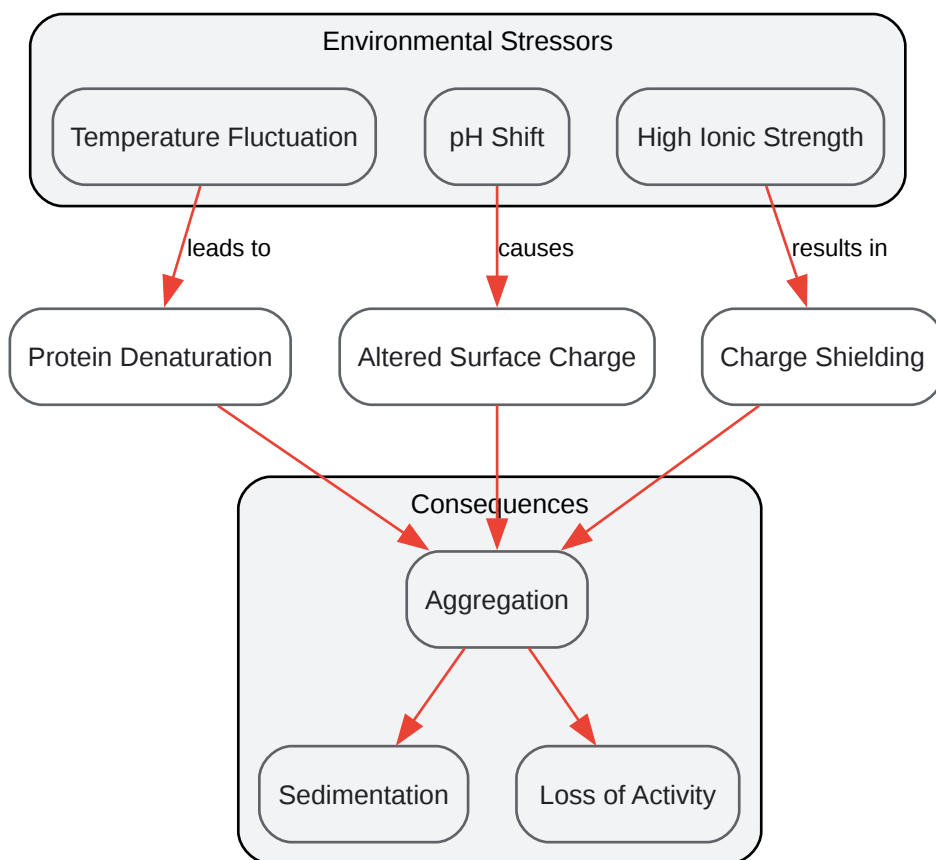 Environmental Stressors
Temperature Fluctuation
pH Shift
High Ionic Strength
leads to
causes
results in
Protein Denaturation
Altered Surface Charge
Charge Shielding
Consequences
Aggregation
Sedimentation
Loss of Activity